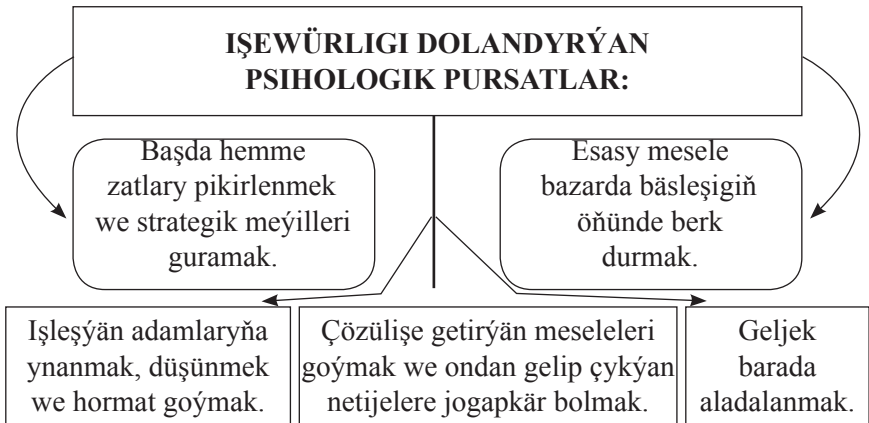 IŞEWÜRLIGI DOLANDYRÝAN
PSIHOLOGIK PURSATLAR:
Başda hemme
zatlary pikirlenmek
we strategik meýilleri
guramak.
Esasy mesele
bazarda bäsleşigiň
öňünde berk
durmak.
Işleşýän adamlaryňa
ynanmak, düşünmek
we hormat goýmak.
Çözülişe getirýän meseleleri
goýmak we ondan gelip çykýan
netijelere jogapkär bolmak.
Geljek
barada
aladalanmak.